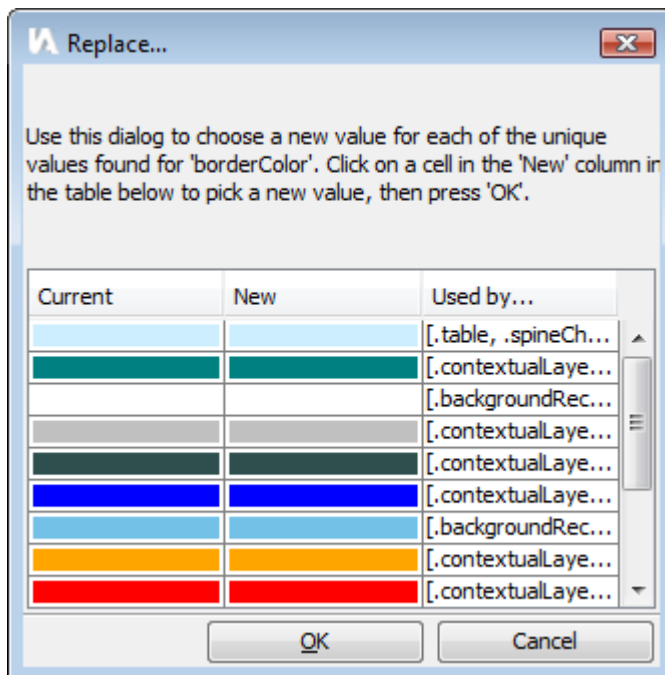 Replace...
Use this dialog to choose a new value for each of the unique
values found for 'borderColor'. Click on a cell in the 'New' column in
the table below to pick a new value, then press 'OK'.
Current New Used by...
[.table, .spineCh...
[.contextualLaye...
[.backgroundRec...
[.contextualLaye...
[.contextualLaye...
[.contextualLaye...
[.backgroundRec...
[.contextualLaye...
[.contextualLaye...
OK Cancel